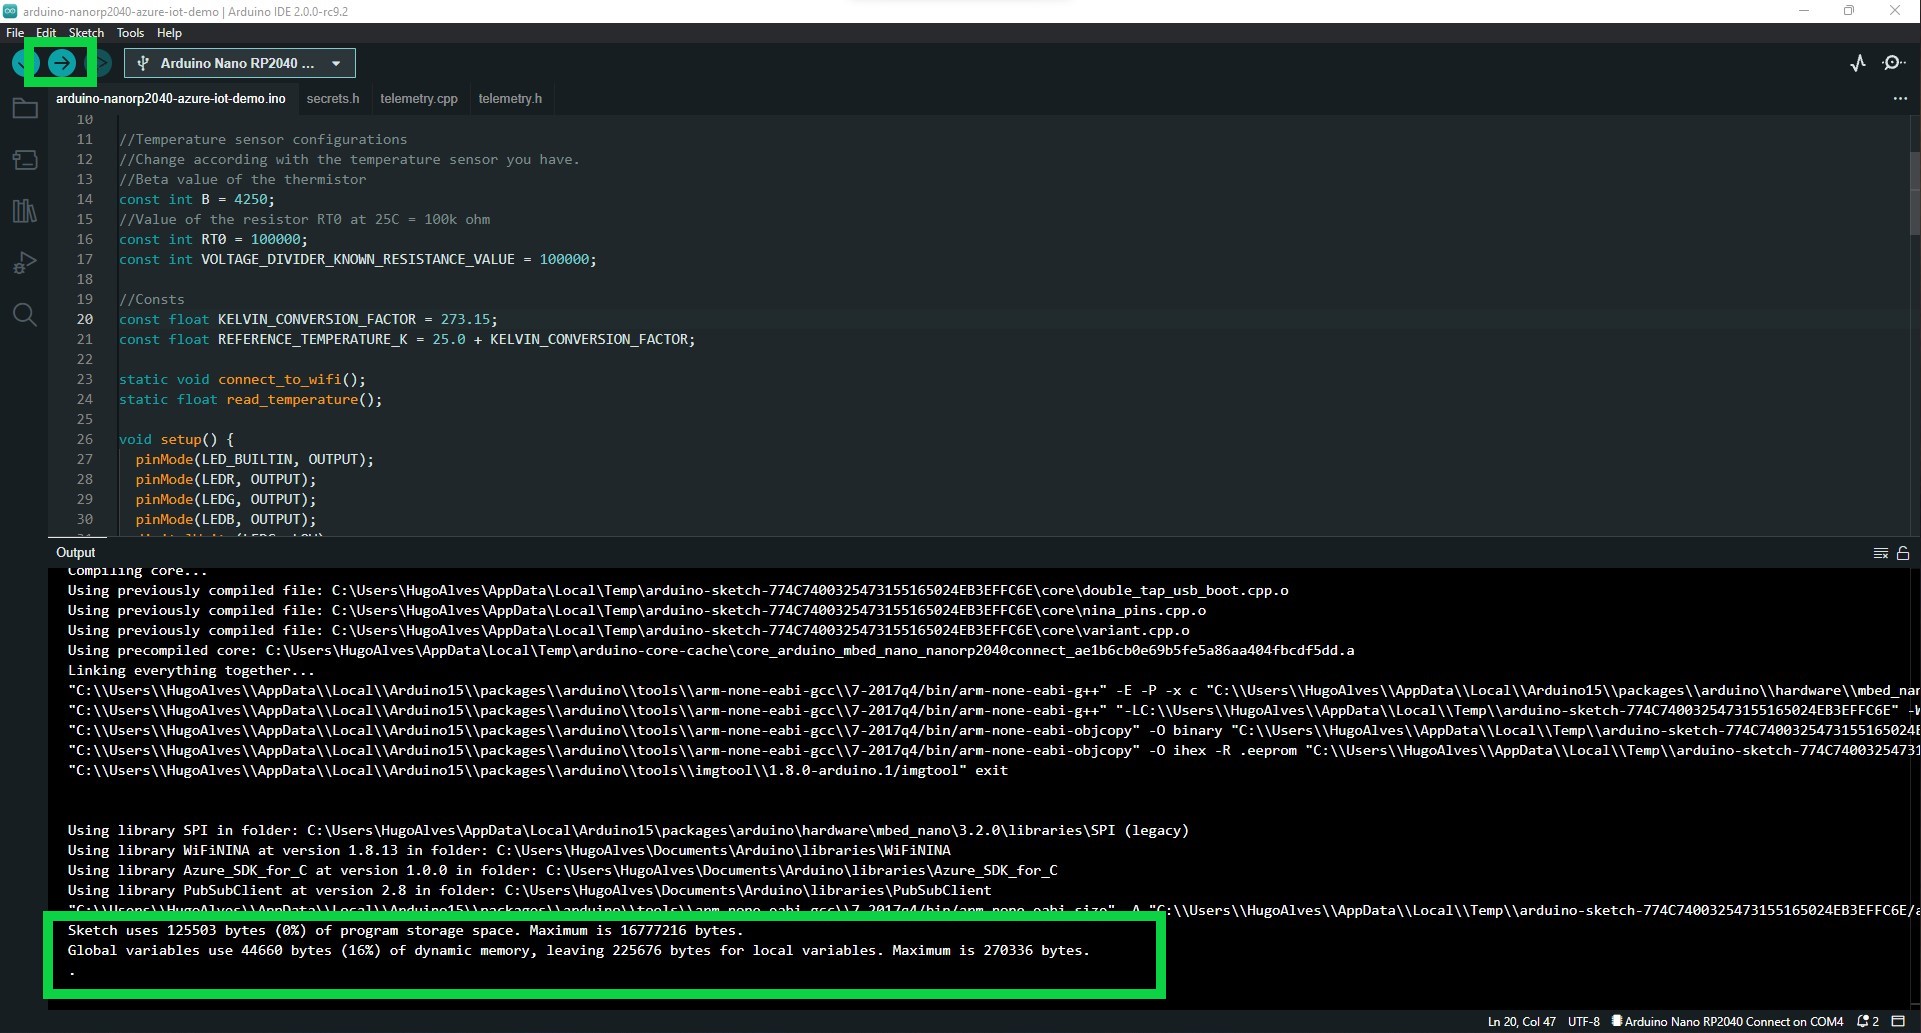 arduino-nanorp2040-azure-iot-demo | Arduino IDE 2.0.0-rc9.2
File Edit Sketch Tools Help
Arduino Nano RP2040 ...
arduino-nanorp2040-azure-iot-demo.ino secrets.h telemetry.cpp telemetry.h
10
11 //Temperature sensor configurations
12 //Change according with the temperature sensor you have.
13 //Beta value of the thermistor
14 const int B = 4250;
15 //Value of the resistor RT0 at 25C = 100k ohm
16 const int RT0 = 100000;
17 const int VOLTAGE_DIVIDER_KNOWN_RESISTANCE_VALUE = 100000;
18
19 //Consts
20 const float KELVIN_CONVERSION_FACTOR = 273.15;
21 const float REFERENCE_TEMPERATURE_K = 25.0 + KELVIN_CONVERSION_FACTOR;
22
23 static void connect_to_wifi();
24 static float read_temperature();
25
26 void setup() {
27 pinMode(LED_BUILTIN, OUTPUT);
28 pinMode(LEDR, OUTPUT);
29 pinMode(LEDG, OUTPUT);
30 pinMode(LEDB, OUTPUT);
Output
Compiling core...
Using previously compiled file: C:\Users\HugoAlves\AppData\Local\Temp\arduino-sketch-774C7400325473155165024EB3EFFC6E\core\double_tap_usb_boot.cpp.o
Using previously compiled file: C:\Users\HugoAlves\AppData\Local\Temp\arduino-sketch-774C7400325473155165024EB3EFFC6E\core\nina_pins.cpp.o
Using previously compiled file: C:\Users\HugoAlves\AppData\Local\Temp\arduino-sketch-774C7400325473155165024EB3EFFC6E\core\variant.cpp.o
Using precompiled core: C:\Users\HugoAlves\AppData\Local\Temp\arduino-core-cache\core_arduino_mbed_nano_nanorp2040connect_ae1b6cb0e69b5fe5a86aa404fbcdf5dd.a
Linking everything together...
"C:\\Users\\HugoAlves\\AppData\\Local\\Arduino15\\packages\\arduino\\tools\\arm-none-eabi-gcc\\7-2017q4/bin/arm-none-eabi-g++" -E -P -x c "C:\\Users\\HugoAlves\\AppData\\Local\\Arduino15\\packages\\arduino\\hardware\\mbed_nan
"C:\\Users\\HugoAlves\\AppData\\Local\\Arduino15\\packages\\arduino\\tools\\arm-none-eabi-gcc\\7-2017q4/bin/arm-none-eabi-g++" "-LC:\\Users\\HugoAlves\\AppData\\Local\\Temp\\arduino-sketch-774C7400325473155165024EB3EFFC6E" -W
"C:\\Users\\HugoAlves\\AppData\\Local\\Arduino15\\packages\\arduino\\tools\\arm-none-eabi-gcc\\7-2017q4/bin/arm-none-eabi-objcopy" -O binary "C:\\Users\\HugoAlves\\AppData\\Local\\Temp\\arduino-sketch-774C7400325473155165024E
"C:\\Users\\HugoAlves\\AppData\\Local\\Arduino15\\packages\\arduino\\tools\\arm-none-eabi-gcc\\7-2017q4/bin/arm-none-eabi-objcopy" -O ihex -R .eeprom "C:\\Users\\HugoAlves\\AppData\\Local\\Temp\\arduino-sketch-774C74003254731
"C:\\Users\\HugoAlves\\AppData\\Local\\Arduino15\\packages\\arduino\\tools\\imgtool\\1.8.0-arduino.1/imgtool" exit
Using library SPI in folder: C:\Users\HugoAlves\AppData\Local\Arduino15\packages\arduino\hardware\mbed_nano\3.2.0\libraries\SPI (legacy)
Using library WiFiNINA at version 1.8.13 in folder: C:\Users\HugoAlves\Documents\Arduino\libraries\WiFiNINA
Using library Azure_SDK_for_C at version 1.0.0 in folder: C:\Users\HugoAlves\Documents\Arduino\libraries\Azure_SDK_for_C
Using library PubSubClient at version 2.8 in folder: C:\Users\HugoAlves\Documents\Arduino\libraries\PubSubClient
"C:\\Users\\HugoAlves\\AppData\\Local\\Arduino15\\packages\\arduino\\tools\\arm-none-eabi-gcc\\7-2017q4/bin/arm-none-eabi-size" -A "C:\\Users\\HugoAlves\\AppData\\Local\\Temp\\arduino-sketch-774C7400325473155165024EB3EFFC6E/a
Sketch uses 125503 bytes (0%) of program storage space. Maximum is 16777216 bytes.
Global variables use 44660 bytes (16%) of dynamic memory, leaving 225676 bytes for local variables. Maximum is 270336 bytes.
.
Ln 20, Col 47 UTF-8 Arduino Nano RP2040 Connect on COM4 2